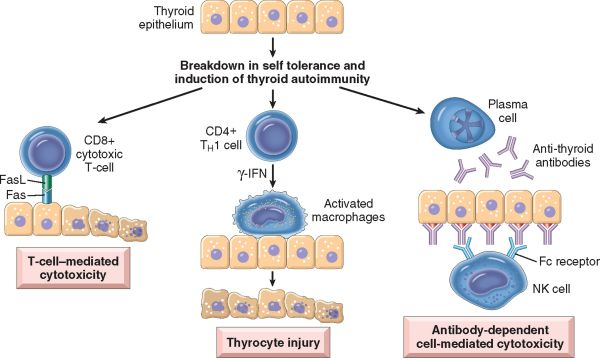 Thyroid
epithelium
Breakdown in self tolerance and
induction of thyroid autoimmunity
CD8+
cytotoxic
T-cell
FasL
Fas
T-cell–mediated
cytotoxicity
CD4+
TH1 cell
γ-IFN
Activated
macrophages
Thyrocyte injury
Plasma
cell
Anti-thyroid
antibodies
Fc receptor
NK cell
Antibody-dependent
cell-mediated cytotoxicity